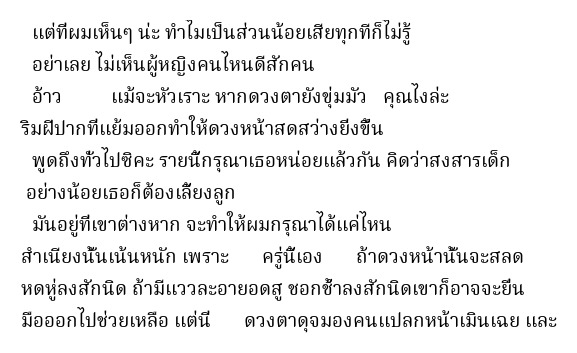 แต่ที่ผมเห็นๆ น่ะ ทำไมเป็นส่วนน้อยเสียทุกทีก็ไม่รู้
อย่าเลย ไม่เห็นผู้หญิงคนไหนดีสักคน
อ้าว แม้จะหัวเราะ หากดวงตายังขุ่มมัว คุณไงล่ะ
ริมฝีปากที่แย้มออกทำให้ดวงหน้าสดสว่างยิ่งขึ้น
พูดถึงทั่วไปซิคะ รายนี้กรุณาเธอหน่อยแล้วกัน คิดว่าสงสารเด็ก
อย่างน้อยเธอก็ต้องเลี้ยงลูก
มันอยู่ที่เขาต่างหาก จะทำให้ผมกรุณาได้แค่ไหน
สำเนียงนั้นเน้นหนัก เพราะ ครู่นี้เอง ถ้าดวงหน้านั้นจะสลด
หดหู่ลงสักนิด ถ้ามีแววละอายอดสู ชอกช้ำลงสักนิดเขาก็อาจจะยื่น
มือออกไปช่วยเหลือ แต่นี่ ดวงตาดุจมองคนแปลกหน้าเมินเฉย และ